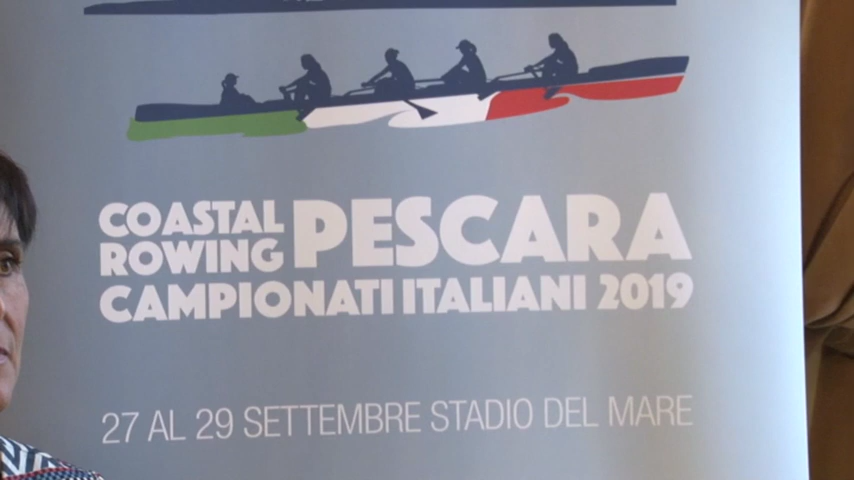 COASTAL
ROWING
PESCARA
CAMPIONATI ITALIANI 2019
27 AL 29 SETTEMBRE STADIO DEL MARE